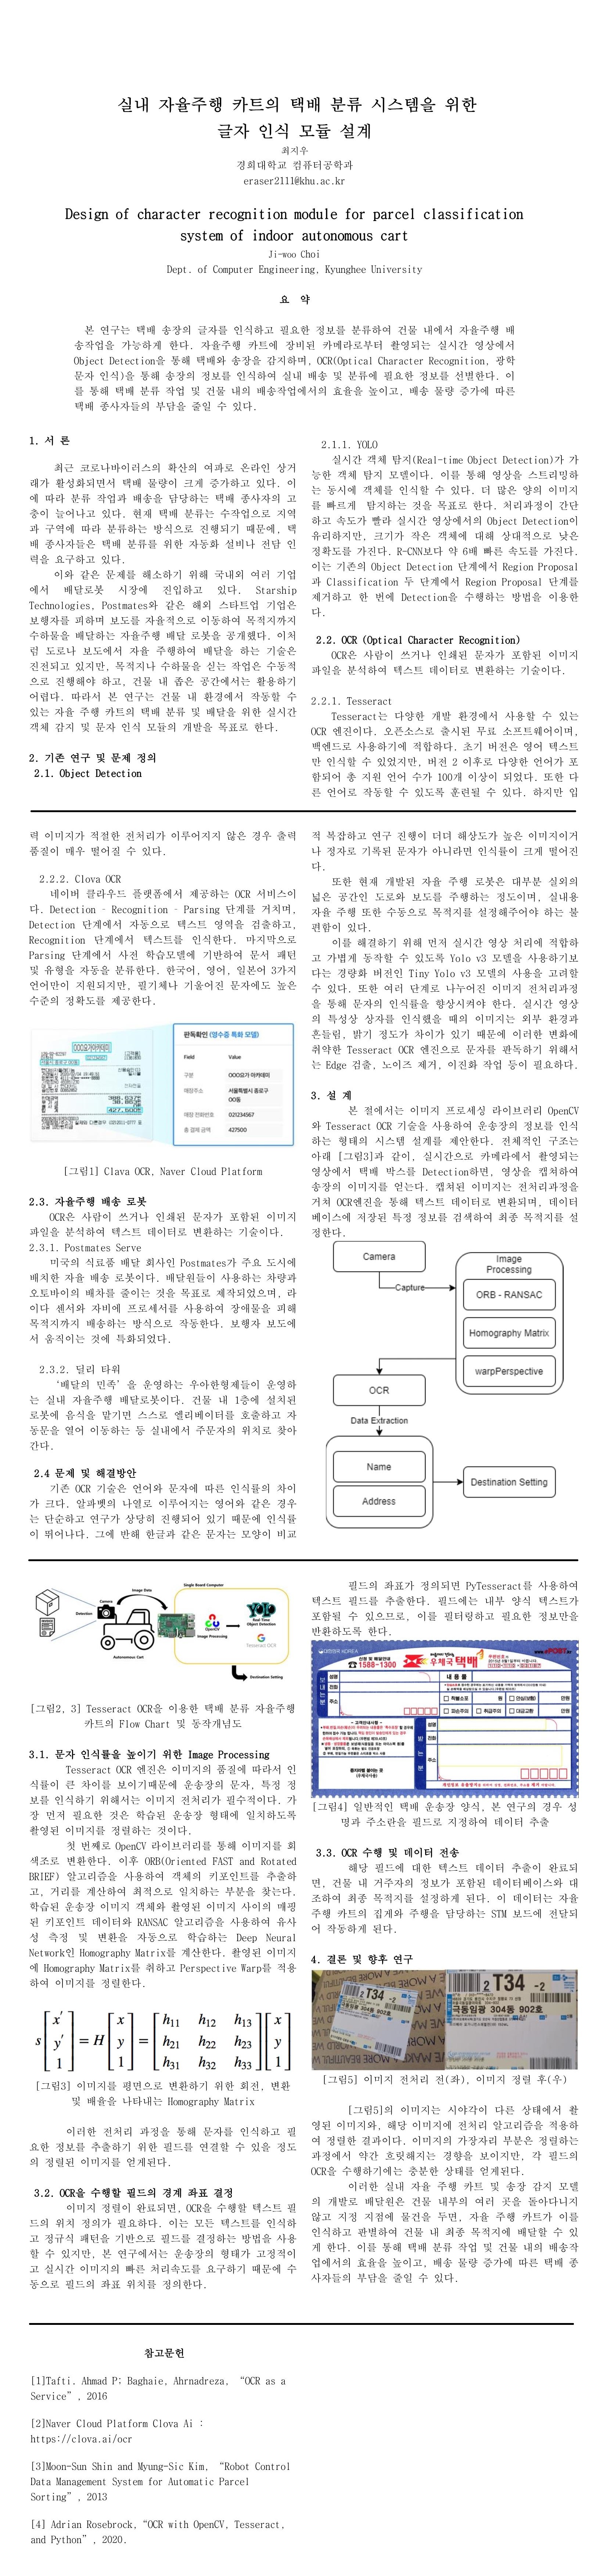 실내 자율주행 카트의 택배 분류 시스템을 위한
글자 인식 모듈 설계
최지우
경희대학교 컴퓨터공학과
eraser2111@khu.ac.kr
Design of character recognition module for parcel classification
system of indoor autonomous cart
Ji-woo Choi
Dept. of Computer Engineering, Kyunghee University
요 약
본 연구는 택배 송장의 글자를 인식하고 필요한 정보를 분류하여 건물 내에서 자율주행 배
송작업을 가능하게 한다. 자율주행 카트에 장비된 카메라로부터 촬영되는 실시간 영상에서
Object Detection을 통해 택배와 송장을 감지하며, OCR(Optical Character Recognition, 광학
문자 인식)을 통해 송장의 정보를 인식하여 실내 배송 및 분류에 필요한 정보를 선별한다. 이
를 통해 택배 분류 작업 및 건물 내의 배송작업에서의 효율을 높이고, 배송 물량 증가에 따른
택배 종사자들의 부담을 줄일 수 있다.
1. 서 론
최근 코로나바이러스의 확산의 여파로 온라인 상거
래가 활성화되면서 택배 물량이 크게 증가하고 있다. 이
에 따라 분류 작업과 배송을 담당하는 택배 종사자의 고
충이 늘어나고 있다. 현재 택배 분류는 수작업으로 지역
과 구역에 따라 분류하는 방식으로 진행되기 때문에, 택
배 종사자들은 택배 분류를 위한 자동화 설비나 전담 인
력을 요구하고 있다.
이와 같은 문제를 해소하기 위해 국내외 여러 기업
에서 배달로봇 시장에 진입하고 있다. Starship
Technologies, Postmates와 같은 해외 스타트업 기업은
보행자를 피하며 보도를 자율적으로 이동하여 목적지까지
수하물을 배달하는 자율주행 배달 로봇을 공개했다. 이처
럼 도로나 보도에서 자율 주행하여 배달을 하는 기술은
진전되고 있지만, 목적지나 수하물을 싣는 작업은 수동적
으로 진행해야 하고, 건물 내 좁은 공간에서는 활용하기
어렵다. 따라서 본 연구는 건물 내 환경에서 작동할 수
있는 자율 주행 카트의 택배 분류 및 배달을 위한 실시간
객체 감지 및 문자 인식 모듈의 개발을 목표로 한다.
2. 기존 연구 및 문제 정의
2.1. Object Detection
2.1.1. YOLO
실시간 객체 탐지(Real-time Object Detection)가 가
능한 객체 탐지 모델이다. 이를 통해 영상을 스트리밍하
는 동시에 객체를 인식할 수 있다. 더 많은 양의 이미지
를 빠르게 탐지하는 것을 목표로 한다. 처리과정이 간단
하고 속도가 빨라 실시간 영상에서의 Object Detection이
유리하지만, 크기가 작은 객체에 대해 상대적으로 낮은
정확도를 가진다. R-CNN보다 약 6배 빠른 속도를 가진다.
이는 기존의 Object Detection 단계에서 Region Proposal
과 Classification 두 단계에서 Region Proposal 단계를
제거하고 한 번에 Detection을 수행하는 방법을 이용한
다.
2.2. OCR (Optical Character Recognition)
OCR은 사람이 쓰거나 인쇄된 문자가 포함된 이미지
파일을 분석하여 텍스트 데이터로 변환하는 기술이다.
2.2.1. Tesseract
Tesseract는 다양한 개발 환경에서 사용할 수 있는
OCR 엔진이다. 오픈소스로 출시된 무료 소프트웨어이며,
백엔드로 사용하기에 적합하다. 초기 버전은 영어 텍스트
만 인식할 수 있었지만, 버전 2 이후로 다양한 언어가 포
함되어 총 지원 언어 수가 100개 이상이 되었다. 또한 다
른 언어로 작동할 수 있도록 훈련될 수 있다. 하지만 입
력 이미지가 적절한 전처리가 이루어지지 않은 경우 출력
품질이 매우 떨어질 수 있다.
2.2.2. Clova OCR
네이버 클라우드 플랫폼에서 제공하는 OCR 서비스이
다. Detection - Recognition - Parsing 단계를 거치며,
Detection 단계에서 자동으로 텍스트 영역을 검출하고,
Recognition 단계에서 텍스트를 인식한다. 마지막으로
Parsing 단계에서 사전 학습모델에 기반하여 문서 패턴
및 유형을 자동을 분류한다. 한국어, 영어, 일본어 3가지
언어만이 지원되지만, 필기체나 기울어진 문자에도 높은
수준의 정확도를 제공한다.
OOO요가 아카데미
427,600
판독확인 (영수증 특화 모델)
Field Value
구분 OOO요가 아카데미
매장주소 서울특별시 종로구
OO동
매장 전화번호 021234567
총 결제 금액 427500
[그림1] Clava OCR, Naver Cloud Platform
2.3. 자율주행 배송 로봇
OCR은 사람이 쓰거나 인쇄된 문자가 포함된 이미지
파일을 분석하여 텍스트 데이터로 변환하는 기술이다.
2.3.1. Postmates Serve
미국의 식료품 배달 회사인 Postmates가 주요 도시에
배치한 자율 배송 로봇이다. 배달원들이 사용하는 차량과
오토바이의 배차를 줄이는 것을 목표로 제작되었으며, 라
이다 센서와 자비에 프로세서를 사용하여 장애물을 피해
목적지까지 배송하는 방식으로 작동한다. 보행자 보도에
서 움직이는 것에 특화되었다.
2.3.2. 딜리 타워
‘배달의 민족’을 운영하는 우아한형제들이 운영하
는 실내 자율주행 배달로봇이다. 건물 내 1층에 설치된
로봇에 음식을 맡기면 스스로 엘리베이터를 호출하고 자
동문을 열어 이동하는 등 실내에서 주문자의 위치로 찾아
간다.
2.4 문제 및 해결방안
기존 OCR 기술은 언어와 문자에 따른 인식률의 차이
가 크다. 알파벳의 나열로 이루어지는 영어와 같은 경우
는 단순하고 연구가 상당히 진행되어 있기 때문에 인식률
이 뛰어나다. 그에 반해 한글과 같은 문자는 모양이 비교
적 복잡하고 연구 진행이 더뎌 해상도가 높은 이미지이거
나 정자로 기록된 문자가 아니라면 인식률이 크게 떨어진
다.
또한 현재 개발된 자율 주행 로봇은 대부분 실외의
넓은 공간인 도로와 보도를 주행하는 정도이며, 실내용
자율 주행 또한 수동으로 목적지를 설정해주어야 하는 불
편함이 있다.
이를 해결하기 위해 먼저 실시간 영상 처리에 적합하
고 가볍게 동작할 수 있도록 Yolo v3 모델을 사용하기보
다는 경량화 버전인 Tiny Yolo v3 모델의 사용을 고려할
수 있다. 또한 여러 단계로 나누어진 이미지 전처리과정
을 통해 문자의 인식률을 향상시켜야 한다. 실시간 영상
의 특성상 상자를 인식했을 때의 이미지는 외부 환경과
흔들림, 밝기 정도가 차이가 있기 때문에 이러한 변화에
취약한 Tesseract OCR 엔진으로 문자를 판독하기 위해서
는 Edge 검출, 노이즈 제거, 이진화 작업 등이 필요하다.
3. 설 계
본 절에서는 이미지 프로세싱 라이브러리 OpenCV
와 Tesseract OCR 기술을 사용하여 운송장의 정보를 인식
하는 형태의 시스템 설계를 제안한다. 전체적인 구조는
아래 [그림3]과 같이, 실시간으로 카메라에서 촬영되는
영상에서 택배 박스를 Detection하면, 영상을 캡쳐하여
송장의 이미지를 얻는다. 캡쳐된 이미지는 전처리과정을
거쳐 OCR엔진을 통해 텍스트 데이터로 변환되며, 데이터
베이스에 저장된 특정 정보를 검색하여 최종 목적지를 설
정한다.
Camera
Capture
Image
Processing
ORB - RANSAC
Homography Matrix
warpPerspective
OCR
Data Extraction
Name
Address
Destination Setting
Detection
Camera
Image Data
Autonomous-Cart
Single Board Computer
OpenCV
Image Processing
YOLO
Real Time
Object Detection
Tesseract OCR
Destination Setting
[그림2, 3] Tesseract OCR을 이용한 택배 분류 자율주행
카트의 Flow Chart 및 동작개념도
3.1. 문자 인식률을 높이기 위한 Image Processing
Tesseract OCR 엔진은 이미지의 품질에 따라서 인
식률이 큰 차이를 보이기때문에 운송장의 문자, 특정 정
보를 인식하기 위해서는 이미지 전처리가 필수적이다. 가
장 먼저 필요한 것은 학습된 운송장 형태에 일치하도록
촬영된 이미지를 정렬하는 것이다.
첫 번째로 OpenCV 라이브러리를 통해 이미지를 회
색조로 변환한다. 이후 ORB(Oriented FAST and Rotated
BRIEF) 알고리즘을 사용하여 객체의 키포인트를 추출하
고, 거리를 계산하여 최적으로 일치하는 부분을 찾는다.
학습된 운송장 이미지 객체와 촬영된 이미지 사이의 매핑
된 키포인트 데이터와 RANSAC 알고리즘을 사용하여 유사
성 측정 및 변환을 자동으로 학습하는 Deep Neural
Network인 Homography Matrix를 계산한다. 촬영된 이미지
에 Homography Matrix를 취하고 Perspective Warp를 적용
하여 이미지를 정렬한다.
s [x' y' 1] = H [x y 1] = [h11 h12 h13 h21 h22 h23 h31 h32 h33] [x y 1]
[그림3] 이미지를 평면으로 변환하기 위한 회전, 변환
및 배율을 나타내는 Homography Matrix
이러한 전처리 과정을 통해 문자를 인식하고 필
요한 정보를 추출하기 위한 필드를 연결할 수 있을 정도
의 정렬된 이미지를 얻게된다.
3.2. OCR을 수행할 필드의 경계 좌표 결정
이미지 정렬이 완료되면, OCR을 수행할 텍스트 필
드의 위치 정의가 필요하다. 이는 모든 텍스트를 인식하
고 정규식 패턴을 기반으로 필드를 결정하는 방법을 사용
할 수 있지만, 본 연구에서는 운송장의 형태가 고정적이
고 실시간 이미지의 빠른 처리속도를 요구하기 때문에 수
동으로 필드의 좌표 위치를 정의한다.
필드의 좌표가 정의되면 PyTesseract를 사용하여
텍스트 필드를 추출한다. 필드에는 내부 양식 텍스트가
포함될 수 있으므로, 이를 필터링하고 필요한 정보만을
반환하도록 한다.
대한민국 KOREA
신청 및 배달안내
☎1588-1300
우체국 택배
성명
내 용 물
전화
주소
[그림4] 일반적인 택배 운송장 양식, 본 연구의 경우 성
명과 주소란을 필드로 지정하여 데이터 추출
3.3. OCR 수행 및 데이터 전송
해당 필드에 대한 텍스트 데이터 추출이 완료되
면, 건물 내 거주자의 정보가 포함된 데이터베이스와 대
조하여 최종 목적지를 설정하게 된다. 이 데이터는 자율
주행 카트의 집게와 주행을 담당하는 STM 보드에 전달되
어 작동하게 된다.
4. 결론 및 향후 연구
2 T34 -2
극동임광 304동 902호
2 T34 -2
극동임광 304동 902호
[그림5] 이미지 전처리 전(좌), 이미지 정렬 후(우)
[그림5]의 이미지는 시야각이 다른 상태에서 촬
영된 이미지와, 해당 이미지에 전처리 알고리즘을 적용하
여 정렬한 결과이다. 이미지의 가장자리 부분은 정렬하는
과정에서 약간 흐릿해지는 경향을 보이지만, 각 필드의
OCR을 수행하기에는 충분한 상태를 얻게된다.
이러한 실내 자율 주행 카트 및 송장 감지 모델
의 개발로 배달원은 건물 내부의 여러 곳을 돌아다니지
않고 지정 지점에 물건을 두면, 자율 주행 카트가 이를
인식하고 판별하여 건물 내 최종 목적지에 배달할 수 있
게 한다. 이를 통해 택배 분류 작업 및 건물 내의 배송작
업에서의 효율을 높이고, 배송 물량 증가에 따른 택배 종
사자들의 부담을 줄일 수 있다.
참고문헌
[1]Tafti, Ahmad P; Baghaie, Ahrnadreza, “OCR as a
Service”, 2016
[2]Naver Cloud Platform Clova Ai :
https://clova.ai/ocr
[3]Moon-Sun Shin and Myung-Sic Kim, “Robot Control
Data Management System for Automatic Parcel
Sorting”, 2013
[4] Adrian Rosebrock,“OCR with OpenCV, Tesseract,
and Python”, 2020.